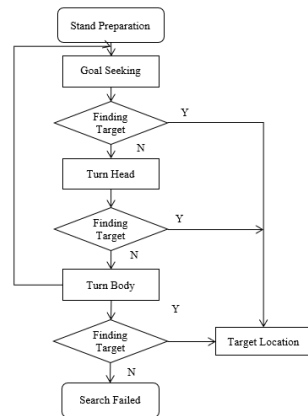 Stand Preparation
Goal Seeking
Finding
Target
Y
N
Turn Head
Finding
Target
Y
N
Turn Body
Y
Finding
Target
Target Location
N
Search Failed